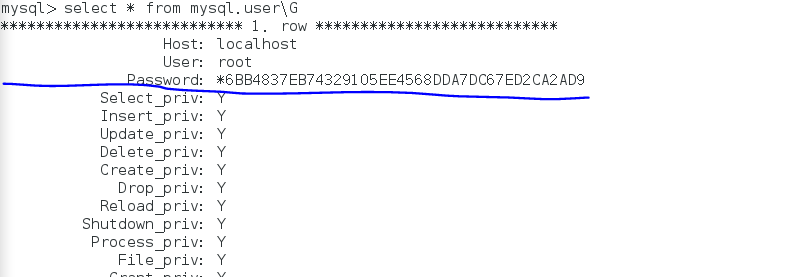 mysql> select * from mysql.user\G
*************************** 1. row ***************************
Host: localhost
User: root
Password: *6BB4837EB74329105EE4568DDA7DC67ED2CA2AD9
Select_priv: Y
Insert_priv: Y
Update_priv: Y
Delete_priv: Y
Create_priv: Y
Drop_priv: Y
Reload_priv: Y
Shutdown_priv: Y
Process_priv: Y
File_priv: Y